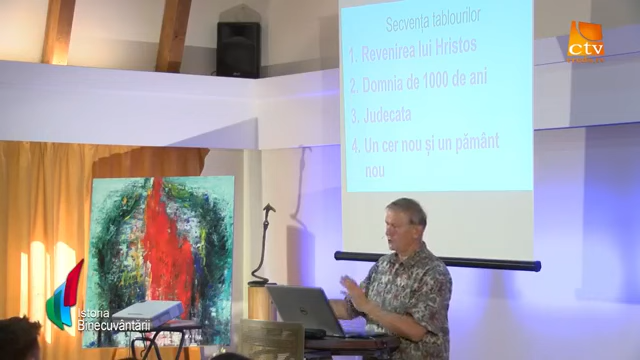 Secvența tablourilor
1. Revenirea lui Hristos
2. Domnia de 1000 de ani
3. Judecata
4. Un cer nou și un pământ
nou
ctv
Istoria
Binecuvântării
DELL